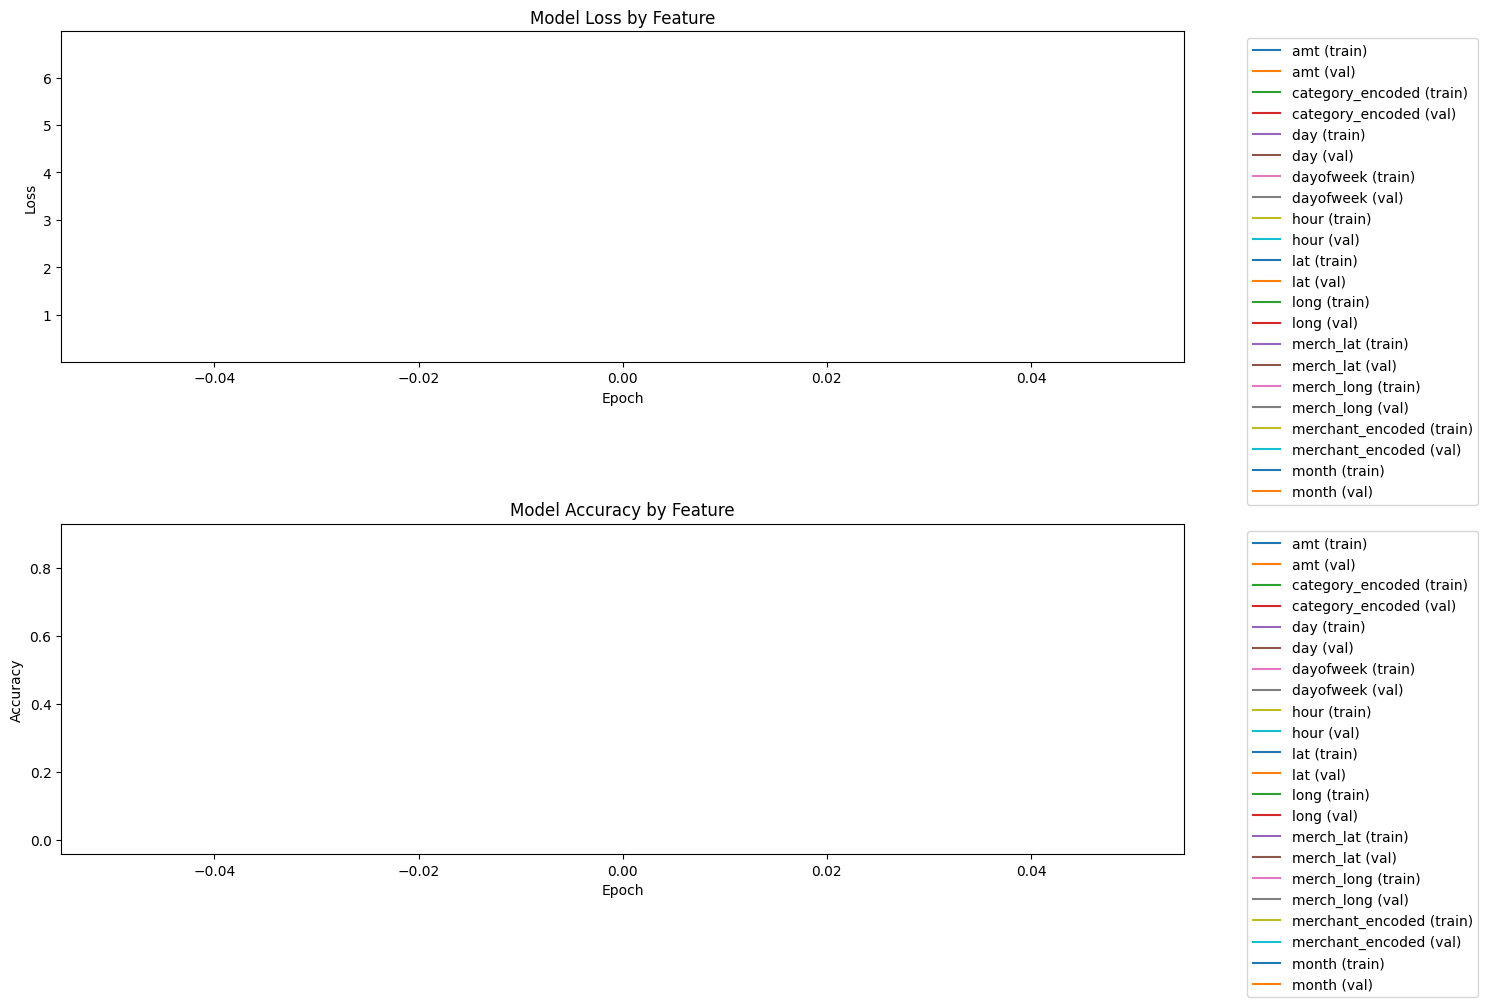 Model Loss by Feature
Loss
6
5
4
3
2
1
−0.04
−0.02
0.00
0.02
0.04
Epoch
amt (train)
amt (val)
category_encoded (train)
category_encoded (val)
day (train)
day (val)
dayofweek (train)
dayofweek (val)
hour (train)
hour (val)
lat (train)
lat (val)
long (train)
long (val)
merch_lat (train)
merch_lat (val)
merch_long (train)
merch_long (val)
merchant_encoded (train)
merchant_encoded (val)
month (train)
month (val)
Model Accuracy by Feature
Accuracy
0.8
0.6
0.4
0.2
0.0
−0.04
−0.02
0.00
0.02
0.04
Epoch
amt (train)
amt (val)
category_encoded (train)
category_encoded (val)
day (train)
day (val)
dayofweek (train)
dayofweek (val)
hour (train)
hour (val)
lat (train)
lat (val)
long (train)
long (val)
merch_lat (train)
merch_lat (val)
merch_long (train)
merch_long (val)
merchant_encoded (train)
merchant_encoded (val)
month (train)
month (val)